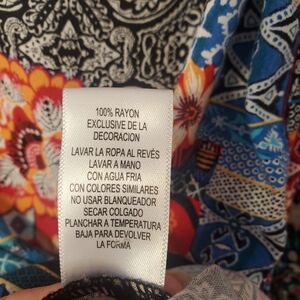 100% RAYON
EXCLUSIVE DE LA
DECORACION
LAVAR LA ROPA AL REVÉS
LAVAR A MANO
CON AGUA FRIA
CON COLORES SIMILARES
NO USAR BLANQUEADOR
SECAR COLGADO
PLANCHAR A TEMPERATURA
BAJA PARA DEVOLVER
LA FORMA